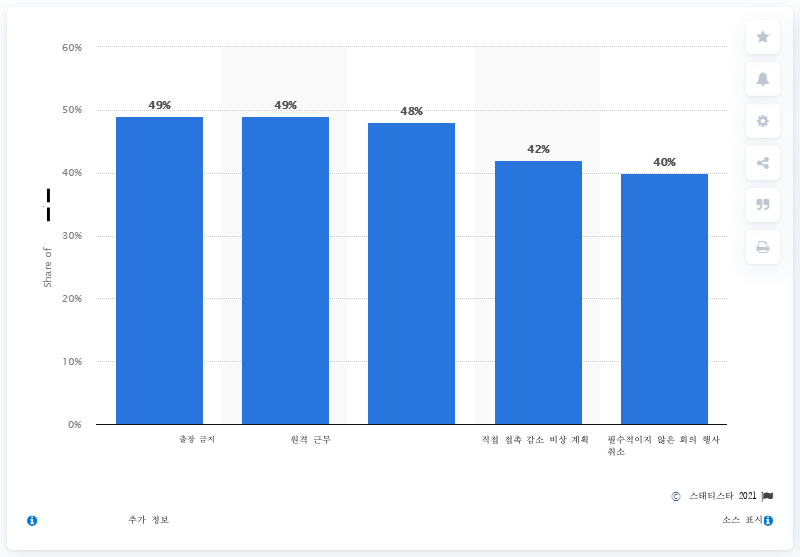 60%
50%
40%
30%
20%
10%
0%
Share of
49%
49%
48%
42%
40%
출장 금지
원격 근무
직접 접촉 감소 비상 계획
필수적이지 않은 회의 행사
취소
© 스태티스타 2021
추가 정보
소스 표시